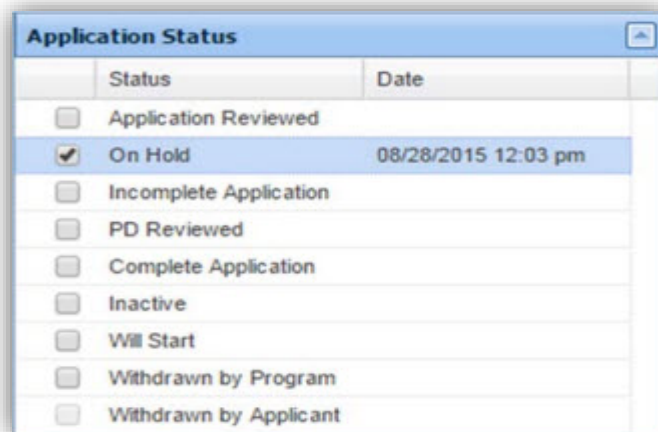 Application Status
Status Date
Application Reviewed
On Hold 08/28/2015 12:03 pm
Incomplete Application
PD Reviewed
Complete Application
Inactive
Will Start
Withdrawn by Program
Withdrawn by Applicant